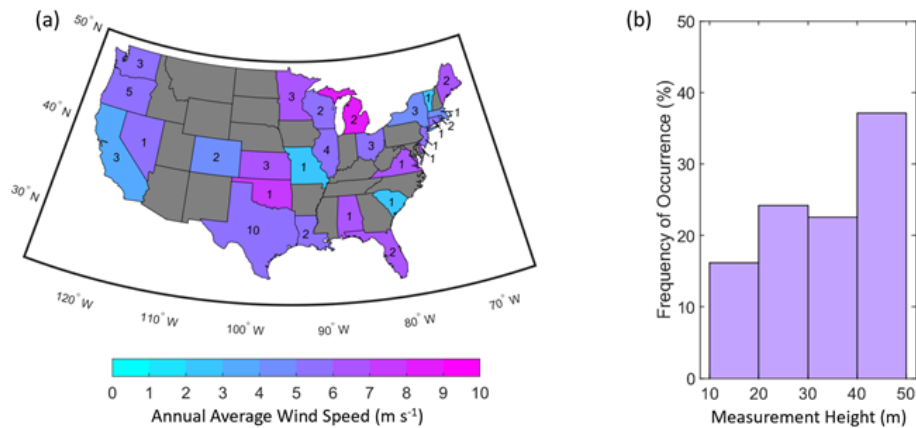 (a)
50° N
40° N
30° N
120° W
110° W
100° W
90° W
80° W
70° W
3
5
3
1
2
10
3
1
3
1
2
2
4
2
3
1
1
2
1
3
1
2
1
2
1
1
1
1
0 1 2 3 4 5 6 7 8 9 10
Annual Average Wind Speed (m s⁻¹)
(b)
Frequency of Occurrence (%)
50
40
30
20
10
0
10 20 30 40 50
Measurement Height (m)